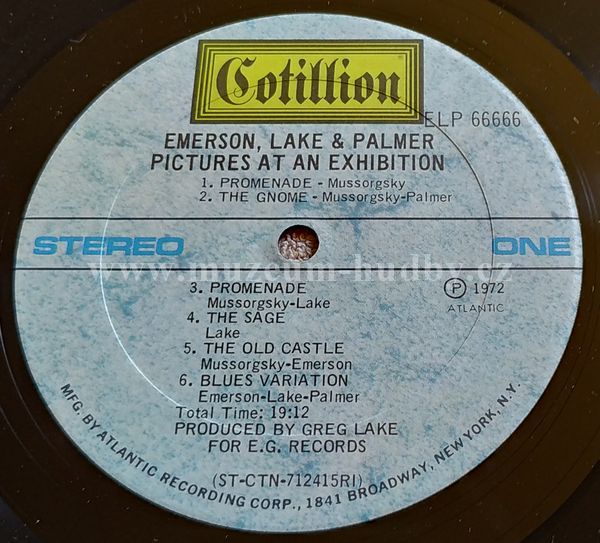 Cotillion
ELP 66666
EMERSON, LAKE & PALMER
PICTURES AT AN EXHIBITION
1. PROMENADE - Mussorgsky
2. THE GNOME - Mussorgsky-Palmer
STEREO ONE
www.muzeum-hudby.cz
3. PROMENADE
Mussorgsky-Lake
℗ 1972
ATLANTIC
4. THE SAGE
Lake
5. THE OLD CASTLE
Mussorgsky-Emerson
6. BLUES VARIATION
Emerson-Lake-Palmer
Total Time: 19:12
PRODUCED BY GREG LAKE
FOR E.G. RECORDS
(ST-CTN-712415RI)
MFG. BY ATLANTIC RECORDING CORP., 1841 BROADWAY, NEW YORK, N.Y.